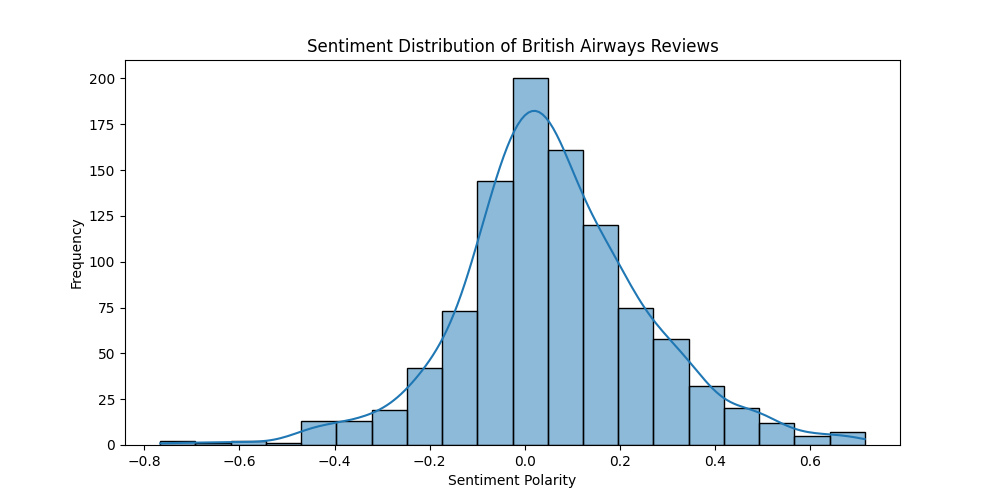 Sentiment Distribution of British Airways Reviews
Frequency
200
175
150
125
100
75
50
25
0
−0.8 −0.6 −0.4 −0.2 0.0 0.2 0.4 0.6
Sentiment Polarity